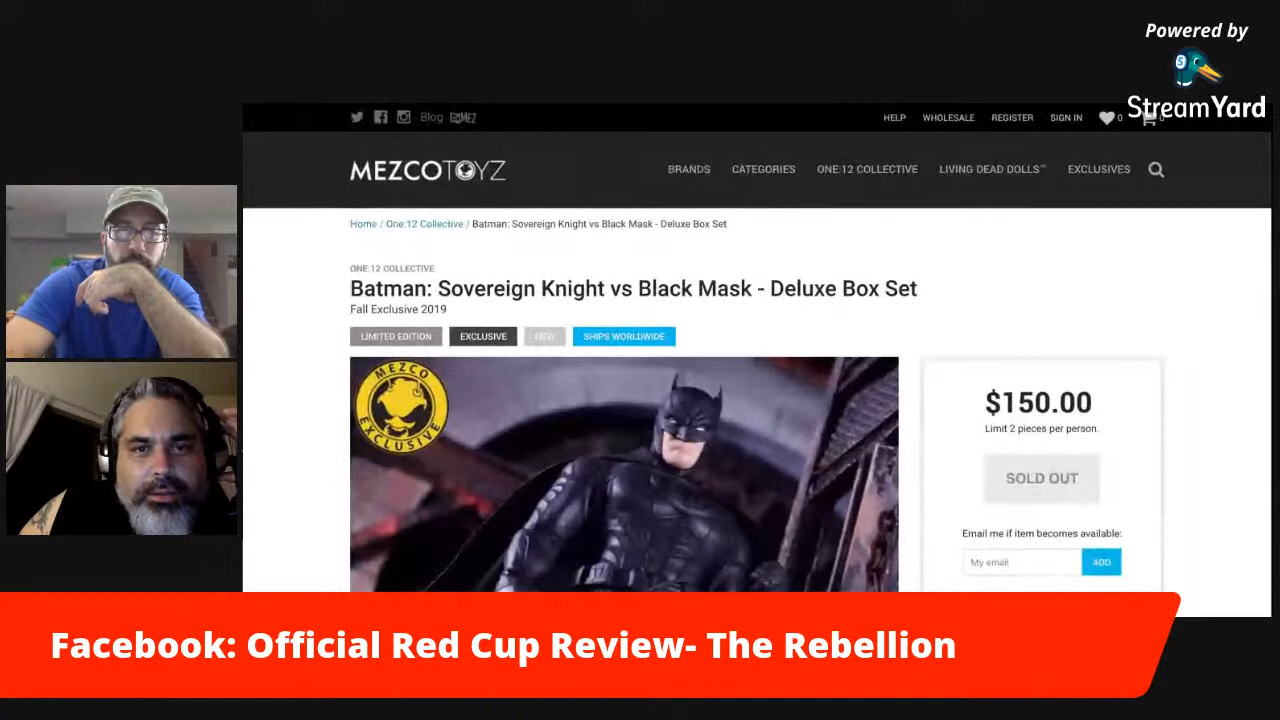 Powered by
StreamYard
Blog
HELP WHOLESALE REGISTER SIGN IN 0
MEZCOTOYZ
BRANDS CATEGORIES ONE:12 COLLECTIVE LIVING DEAD DOLLS™ EXCLUSIVES
Home / One:12 Collective / Batman: Sovereign Knight vs Black Mask - Deluxe Box Set
ONE:12 COLLECTIVE
Batman: Sovereign Knight vs Black Mask - Deluxe Box Set
Fall Exclusive 2019
LIMITED EDITION EXCLUSIVE NEW SHIPS WORLDWIDE
MEZCO
EXCLUSIVE
$150.00
Limit 2 pieces per person.
SOLD OUT
Email me if item becomes available:
My email ADD
Facebook: Official Red Cup Review- The Rebellion